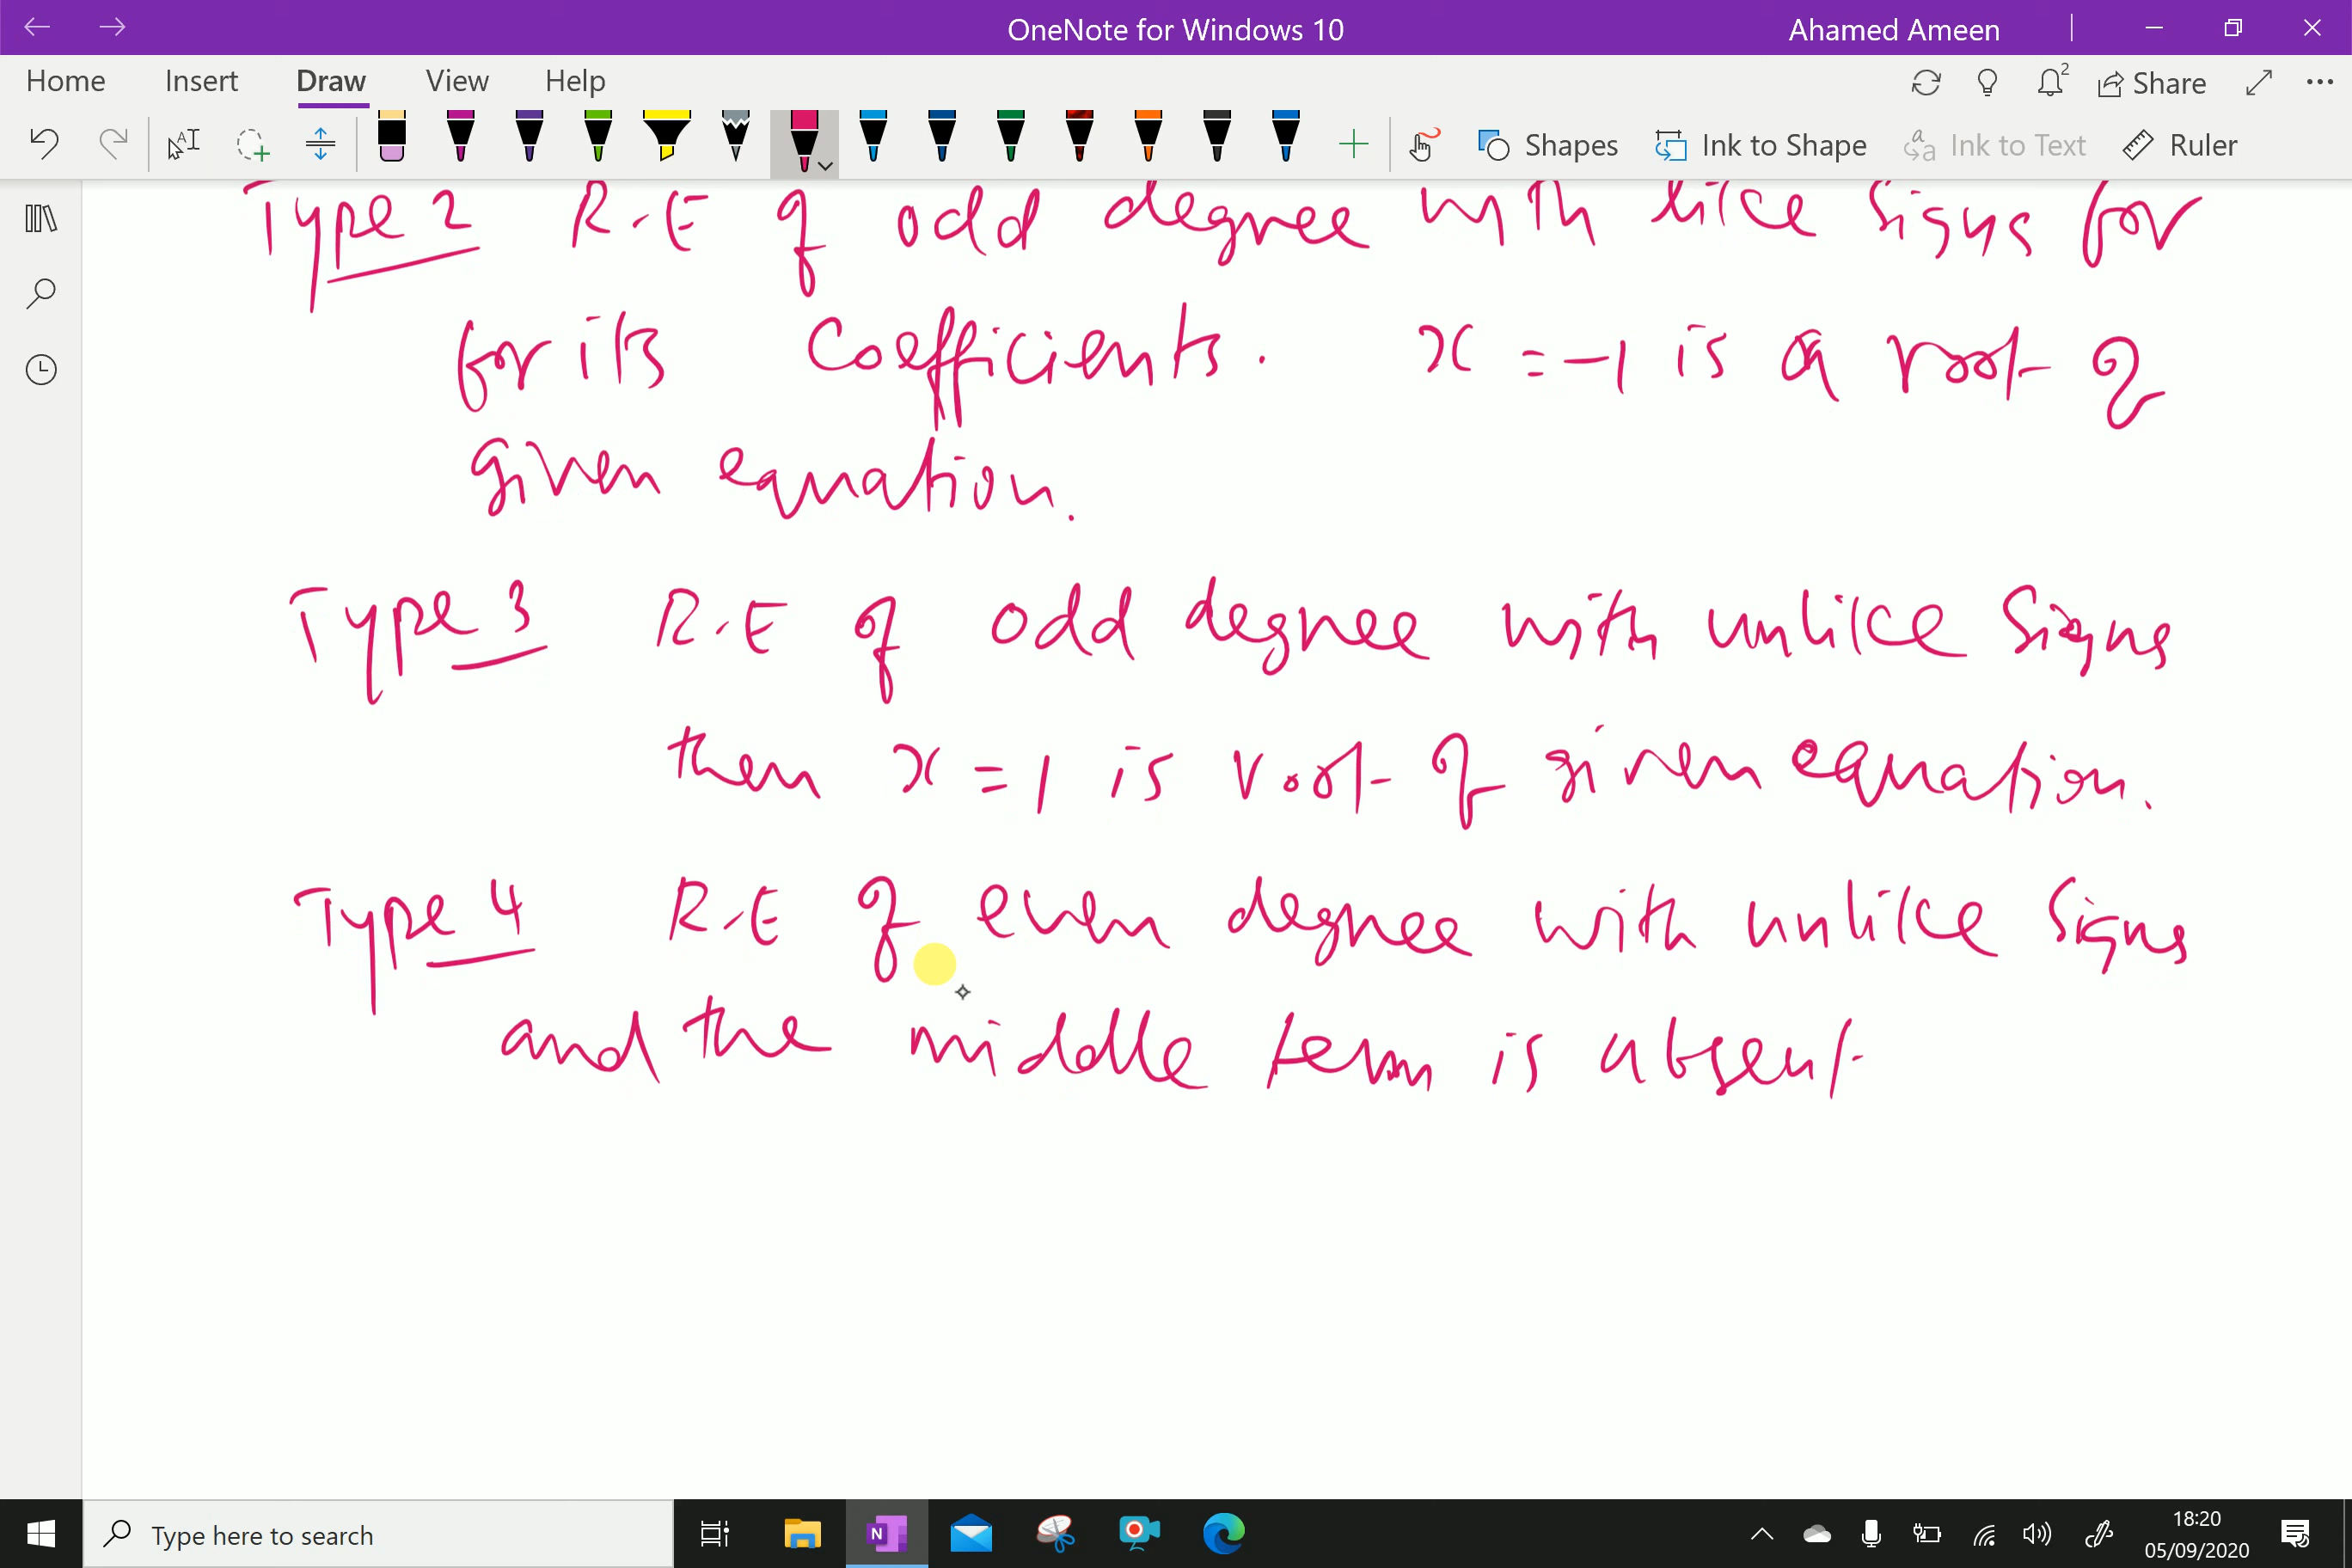 OneNote for Windows 10
Ahamed Ameen
Home Insert Draw View Help
Share
Shapes Ink to Shape Ink to Text Ruler
Type 2 R.E of odd degree with like signs for
for its coefficients. x = -1 is a root of
given equation.
Type 3 R.E of odd degree with unlike signs
then x = 1 is root of given equation.
Type 4 R.E of even degree with unlike signs
and the middle term is absent
Type here to search
18:20
05/09/2020